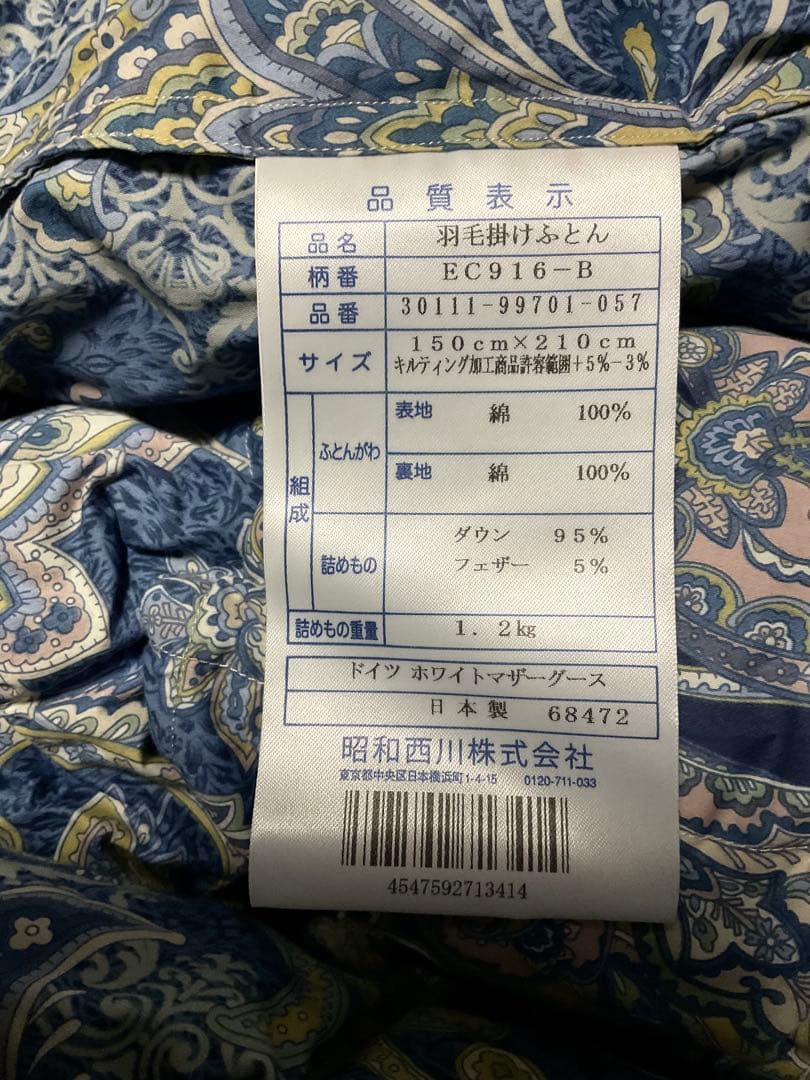 品質表示
品名 羽毛掛けふとん
柄番 EC916-B
品番 30111-99701-057
サイズ 150cm×210cm
キルティング加工商品許容範囲+5%-3%
組成 ふとんがわ 表地 綿 100%
裏地 綿 100%
詰めもの ダウン 95%
フェザー 5%
詰めもの重量 1.2kg
ドイツ ホワイトマザーグース
日本製 68472
昭和西川株式会社
東京都中央区日本橋浜町1-4-15 0120-711-033
4547592713414